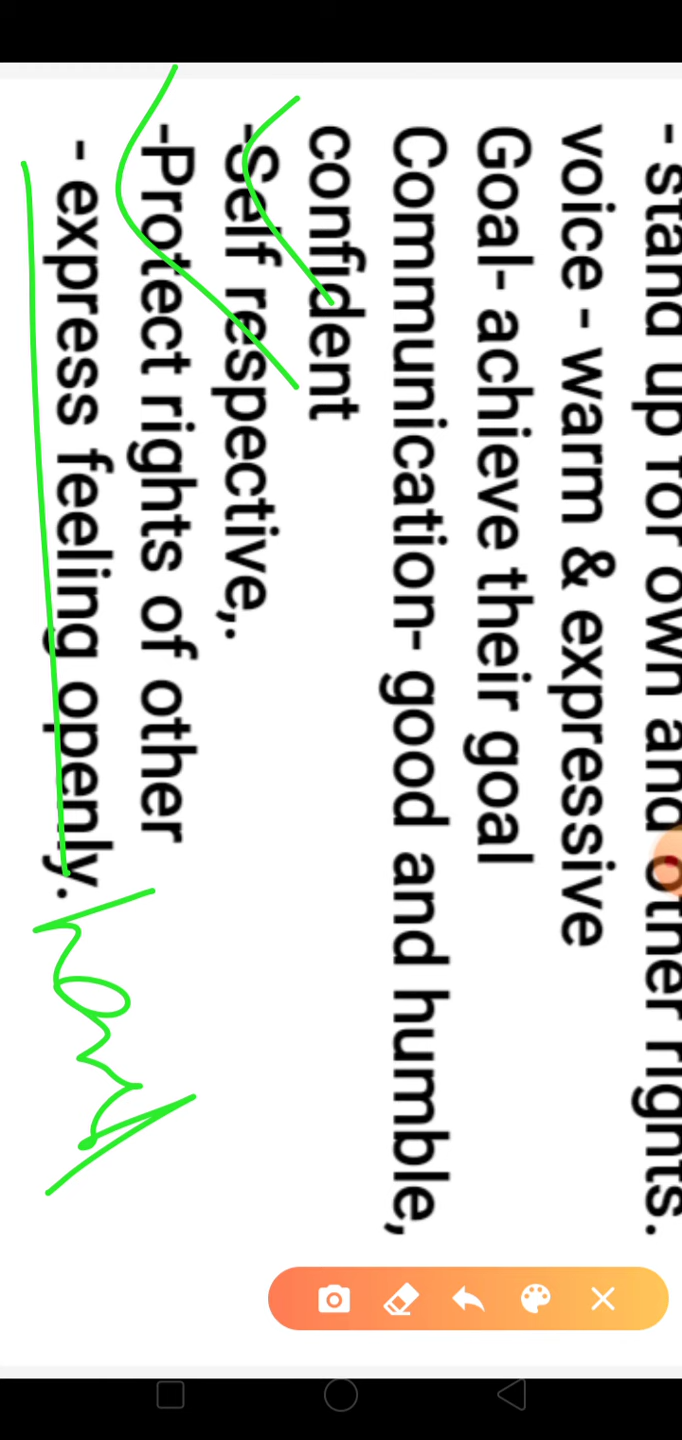 - stand up for own and other rights.
voice - warm & expressive
Goal- achieve their goal
Communication- good and humble,
confident
-Self respective,.
-Protect rights of other
- express feeling openly.